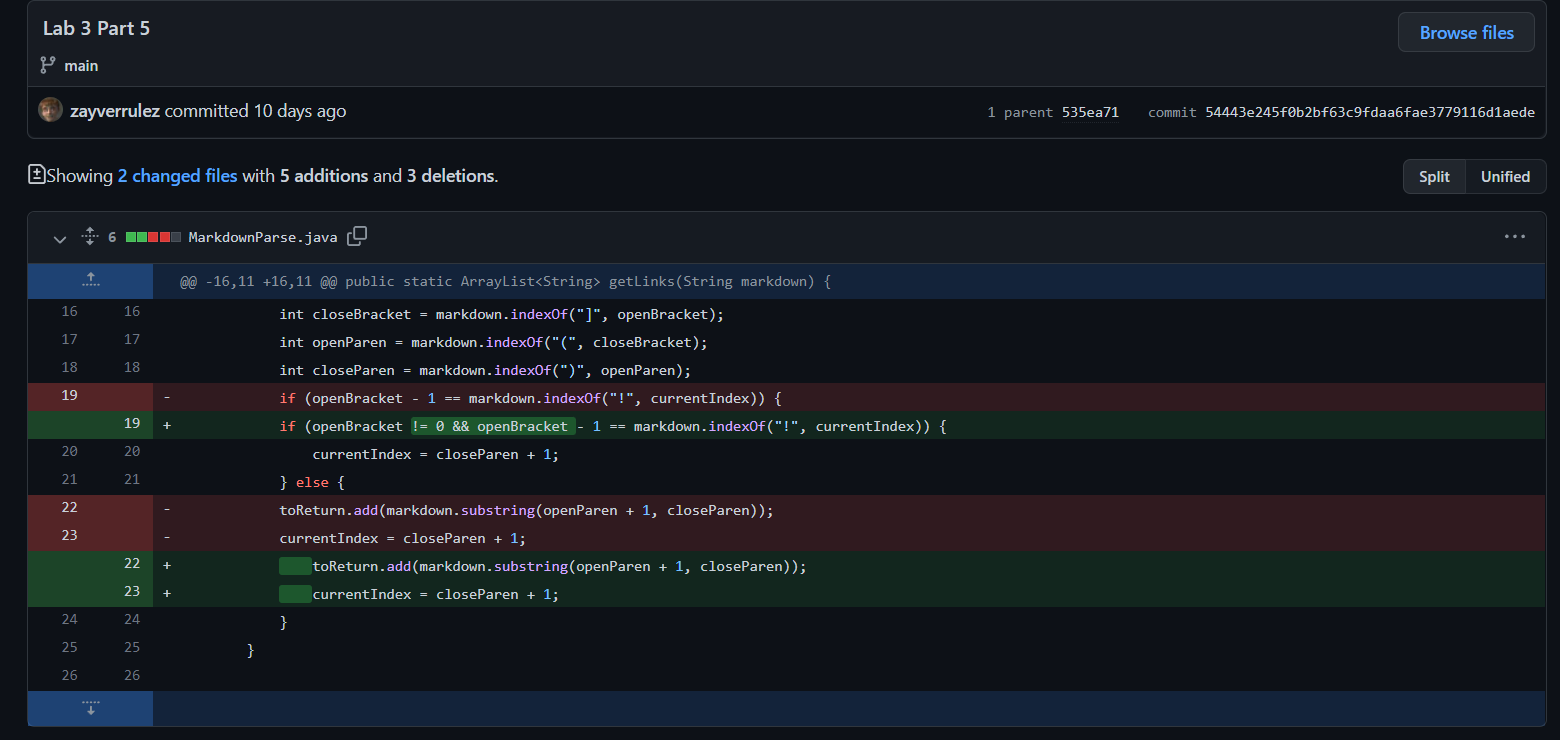 Lab 3 Part 5
Browse files
main
zayverrulez committed 10 days ago
1 parent 535ea71 commit 54443e245f0b2bf63c9fdaa6fae3779116d1aede
Showing 2 changed files with 5 additions and 3 deletions.
Split Unified
6 MarkdownParse.java
@@ -16,11 +16,11 @@ public static ArrayList<String> getLinks(String markdown) {
16 16 int closeBracket = markdown.indexOf("]", openBracket);
17 17 int openParen = markdown.indexOf("(", closeBracket);
18 18 int closeParen = markdown.indexOf(")", openParen);
19 - if (openBracket - 1 == markdown.indexOf("!", currentIndex)) {
19 + if (openBracket != 0 && openBracket - 1 == markdown.indexOf("!", currentIndex)) {
20 20 currentIndex = closeParen + 1;
21 21 } else {
22 - toReturn.add(markdown.substring(openParen + 1, closeParen));
23 - currentIndex = closeParen + 1;
22 + toReturn.add(markdown.substring(openParen + 1, closeParen));
23 + currentIndex = closeParen + 1;
24 24 }
25 25 }
26 26